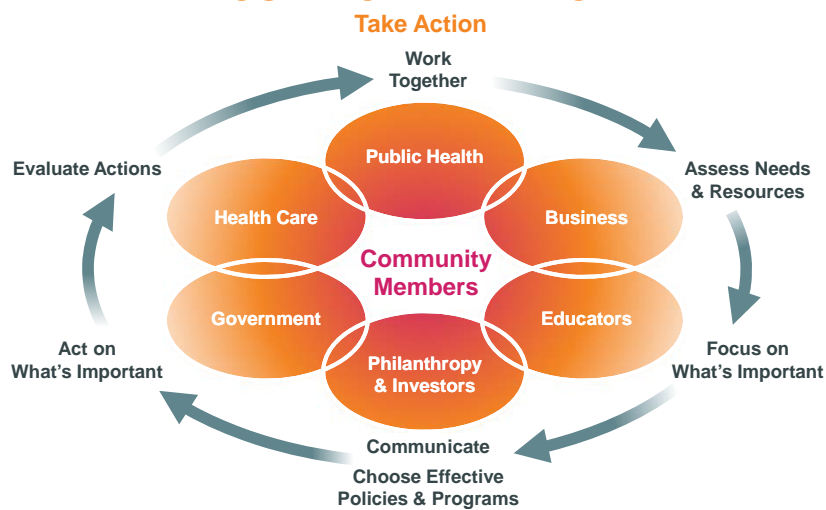 Take Action
Work
Together
Public Health
Evaluate Actions
Assess Needs
& Resources
Health Care
Business
Community
Members
Government
Educators
Act on
What's Important
Philanthropy
& Investors
Focus on
What's Important
Communicate
Choose Effective
Policies & Programs